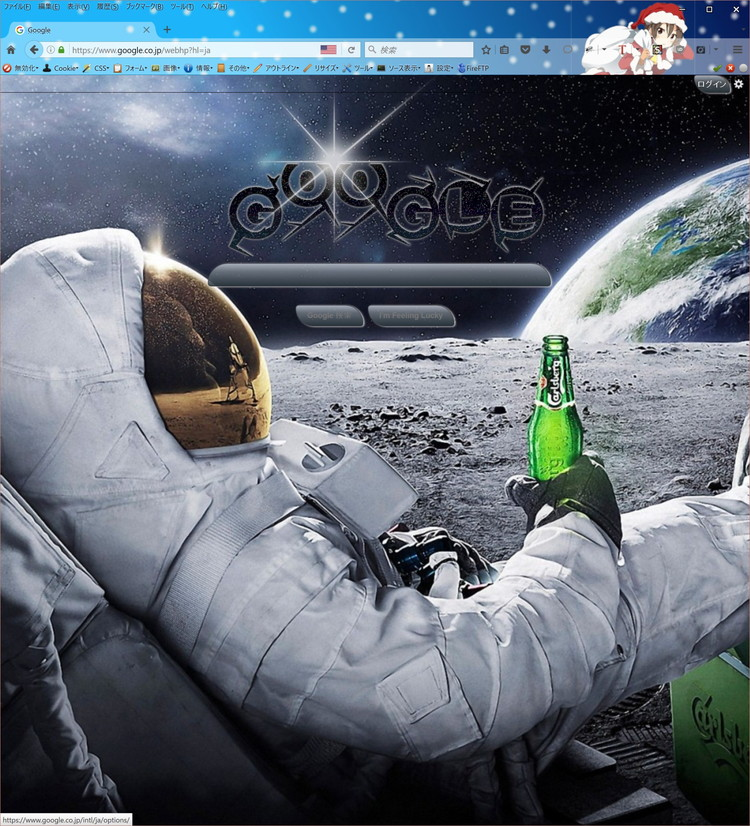 ファイル(F) 編集(E) 表示(V) 履歴(S) ブックマーク(B) ツール(T) ヘルプ(H)
Google
https://www.google.co.jp/webhp?hl=ja
検索
無効化 Cookie CSS フォーム 画像 情報 その他 アウトライン リサイズ ツール ソース表示 設定 FireFTP
ログイン
GOOGLE
Google 検索 I'm Feeling Lucky
Carlsberg
Carlsberg
https://www.google.co.jp/intl/ja/options/